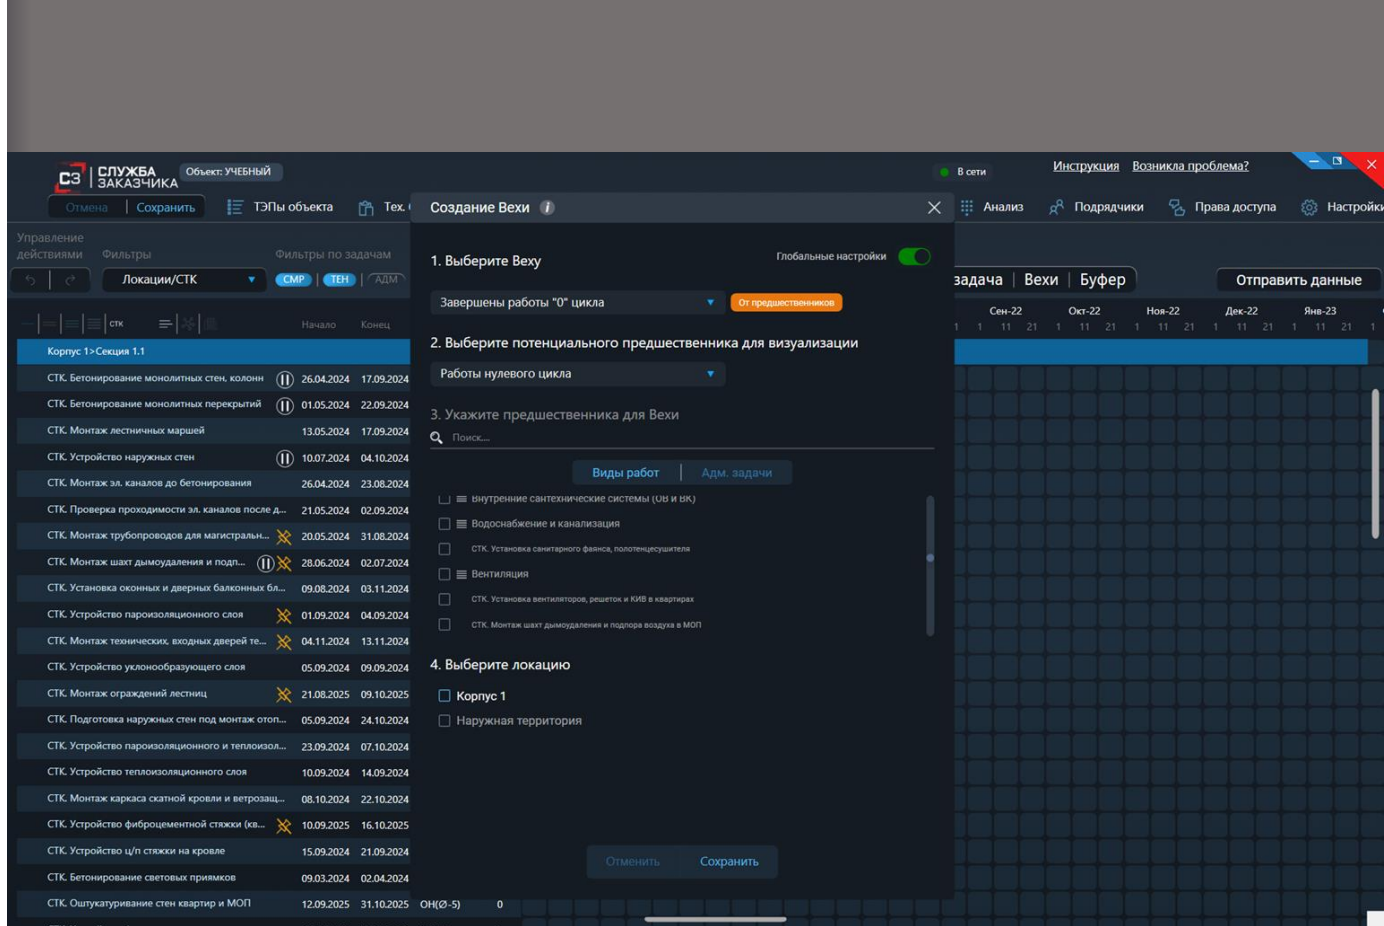 СЗ СЛУЖБА ЗАКАЗЧИКА Объект: УЧЕБНЫЙ В сети Инструкция Возникла проблема?
Отмена Сохранить ТЭПы объекта Тех. Создание Вехи i Анализ Подрядчики Права доступа Настройки
Управление действиями Фильтры Фильтры по задачам
Локации/СТК СМР ТЕН АДМ
1. Выберите Веху Глобальные настройки
задача Вехи Буфер Отправить данные
Завершены работы "0" цикла От предшественников
СТК Начало Конец
Сен-22 Окт-22 Ноя-22 Дек-22 Янв-23
1 1 11 21 1 11 21 1 11 21 1 11 21 1 11 21 1
2. Выберите потенциального предшественника для визуализации
Работы нулевого цикла
3. Укажите предшественника для Вехи
Поиск...
Виды работ Адм. задачи
Внутренние сантехнические системы (ОВ и ВК)
Водоснабжение и канализация
СТК. Установка санитарного фаянса, полотенцесушителя
Вентиляция
СТК. Установка вентиляторов, решеток и КИВ в квартирах
СТК. Монтаж шахт дымоудаления и подпора воздуха в МОП
4. Выберите локацию
Корпус 1
Наружная территория
Отменить Сохранить
Корпус 1>Секция 1.1
СТК. Бетонирование монолитных стен, колонн 26.04.2024 17.09.2024
СТК. Бетонирование монолитных перекрытий 01.05.2024 22.09.2024
СТК. Монтаж лестничных маршей 13.05.2024 17.09.2024
СТК. Устройство наружных стен 10.07.2024 04.10.2024
СТК. Монтаж эл. каналов до бетонирования 26.04.2024 23.08.2024
СТК. Проверка проходимости эл. каналов после д... 21.05.2024 02.09.2024
СТК. Монтаж трубопроводов для магистральн... 20.05.2024 31.08.2024
СТК. Монтаж шахт дымоудаления и подп... 28.06.2024 02.07.2024
СТК. Установка оконных и дверных балконных бл... 09.08.2024 03.11.2024
СТК. Устройство пароизоляционного слоя 01.09.2024 04.09.2024
СТК. Монтаж технических, входных дверей те... 04.11.2024 13.11.2024
СТК. Устройство уклонообразующего слоя 05.09.2024 09.09.2024
СТК. Монтаж ограждений лестниц 21.08.2025 09.10.2025
СТК. Подготовка наружных стен под монтаж отоп... 05.09.2024 24.10.2024
СТК. Устройство пароизоляционного и теплоизол... 23.09.2024 07.10.2024
СТК. Устройство теплоизоляционного слоя 10.09.2024 14.09.2024
СТК. Монтаж каркаса скатной кровли и ветрозащ... 08.10.2024 22.10.2024
СТК. Устройство фиброцементной стяжки (кв... 10.09.2025 16.10.2025
СТК. Устройство ц/п стяжки на кровле 15.09.2024 21.09.2024
СТК. Бетонирование световых приямков 09.03.2024 02.04.2024
СТК. Оштукатуривание стен квартир и МОП 12.09.2025 31.10.2025 ОН(Ø-5) 0